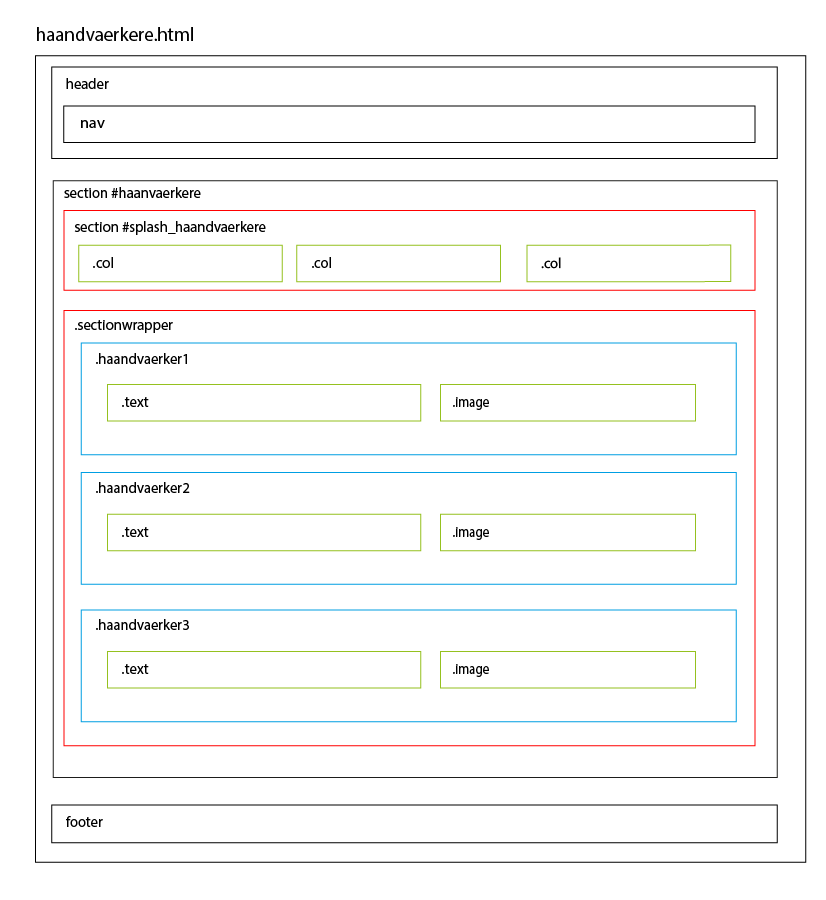 haandvaerkere.html
header
nav
section #haanvaerkere
section #splash_haandvaerkere
.col .col .col
.sectionwrapper
.haandvaerker1
.text .image
.haandvaerker2
.text .image
.haandvaerker3
.text .image
footer